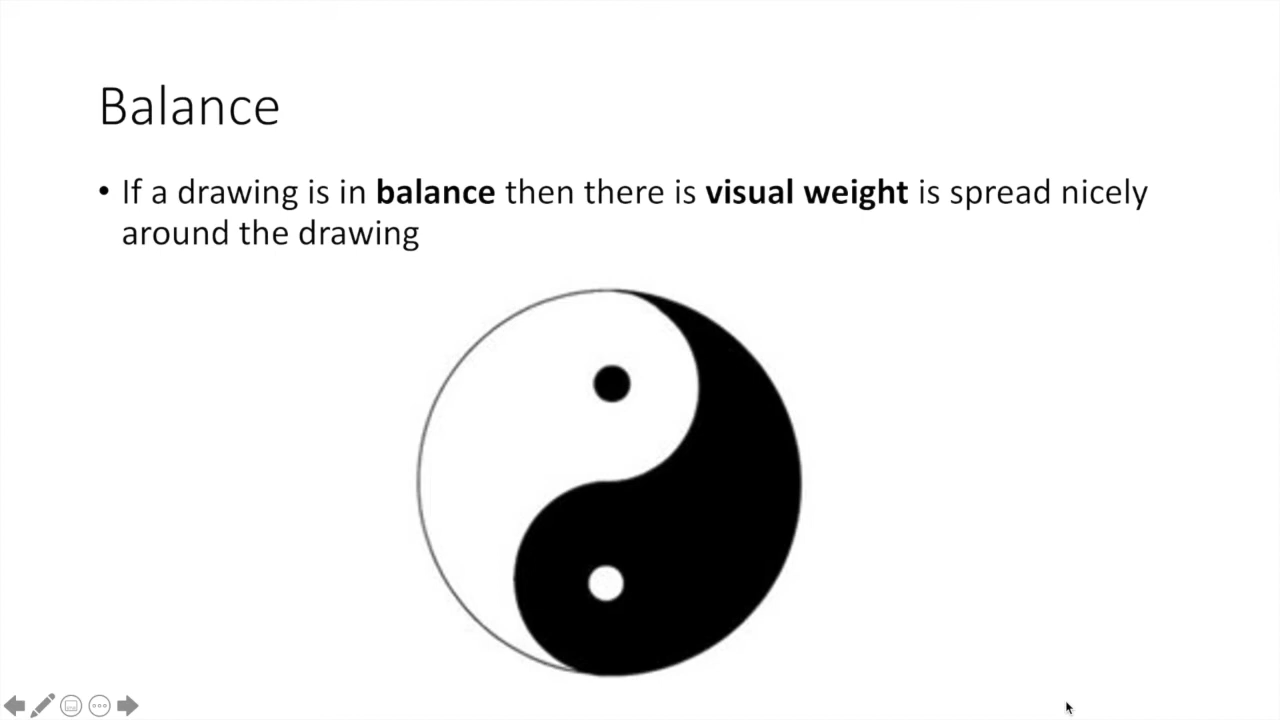 Balance
• If a drawing is in balance then there is visual weight is spread nicely
around the drawing